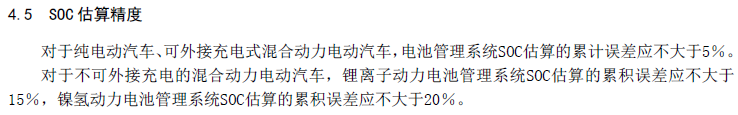 4.5 SOC 估算精度
对于纯电动汽车、可外接充电式混合动力电动汽车,电池管理系统SOC估算的累计误差应不大于5%。
对于不可外接充电的混合动力电动汽车，锂离子动力电池管理系统SOC估算的累积误差应不大于
15%，镍氢动力电池管理系统SOC估算的累积误差应不大于20%。